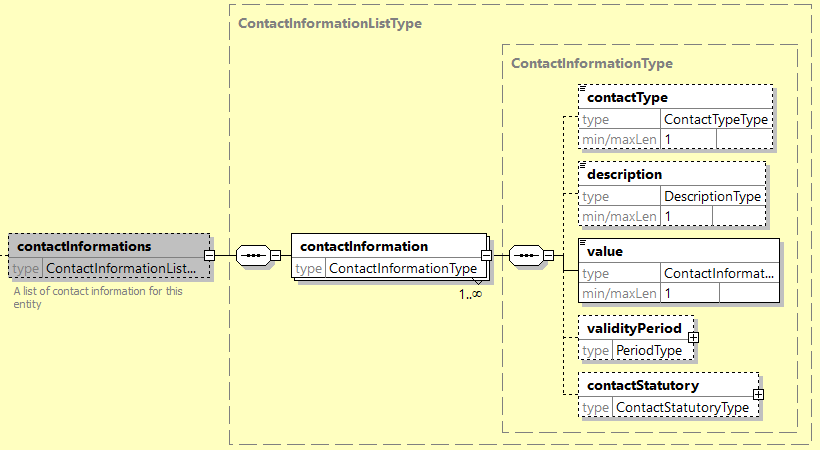 ContactInformationListType
ContactInformationType
contactType
type ContactTypeType
min/maxLen 1
description
type DescriptionType
min/maxLen 1
contactInformations
type ContactInformationList...
A list of contact information for this
entity
contactInformation
type ContactInformationType
1..∞
value
type ContactInformat...
min/maxLen 1
validityPeriod
type PeriodType
contactStatutory
type ContactStatutoryType